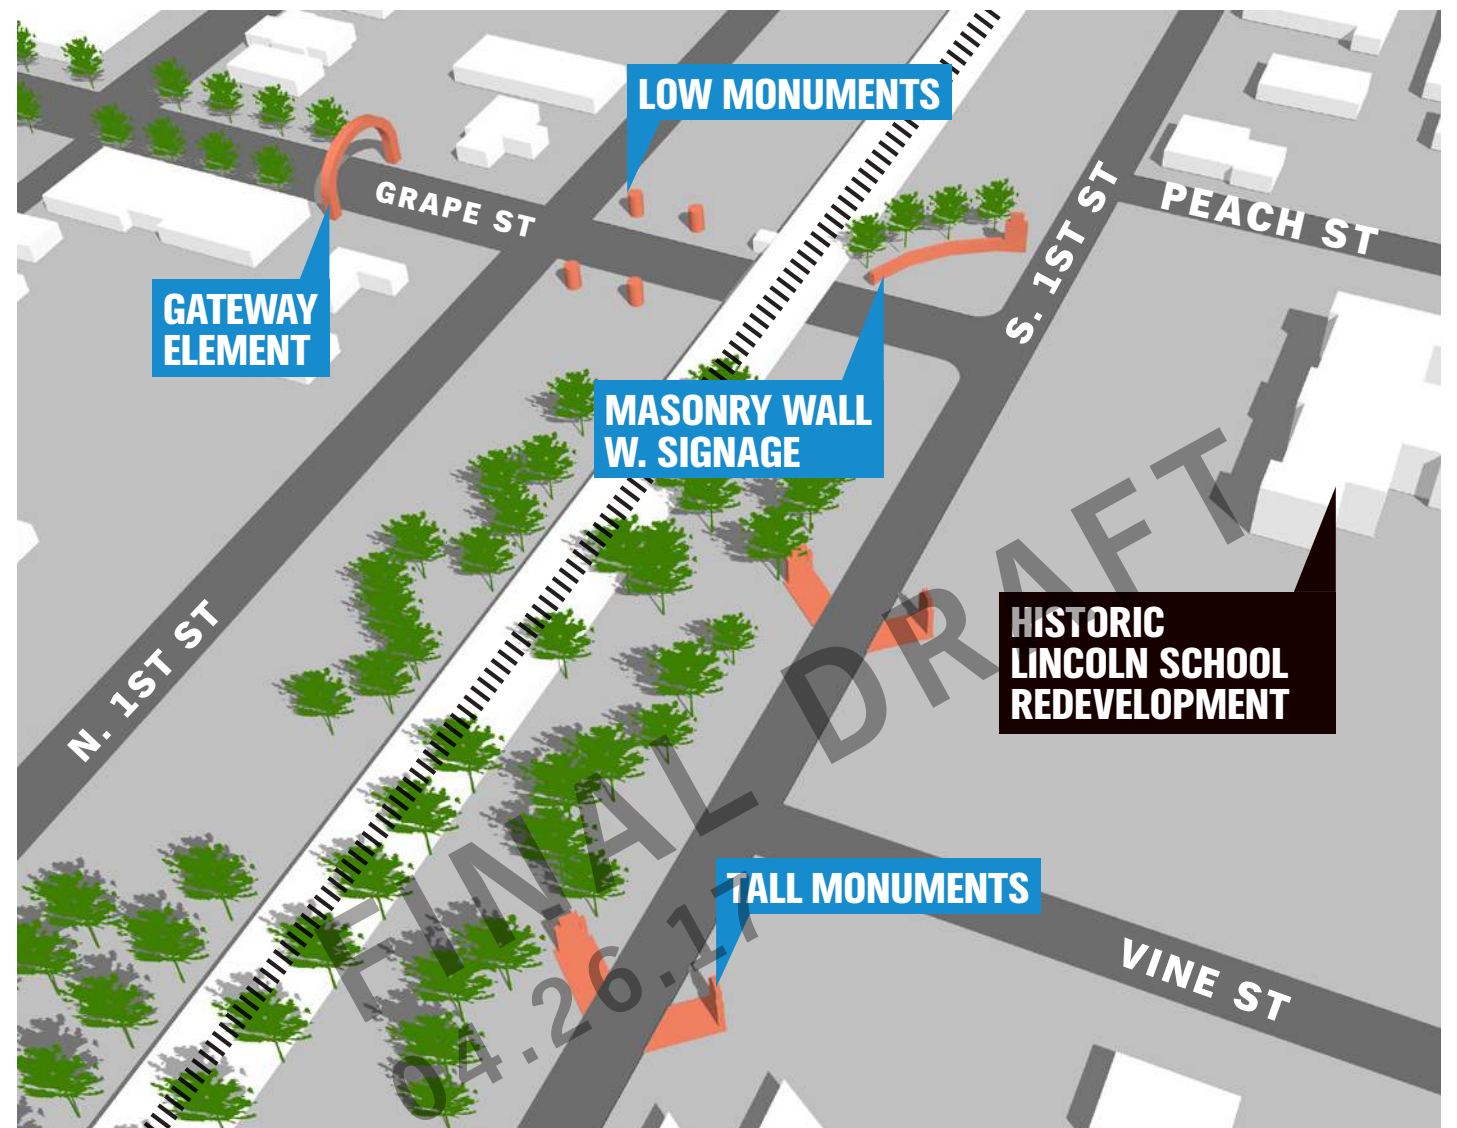 LOW MONUMENTS
GRAPE ST
PEACH ST
S. 1ST ST
GATEWAY
ELEMENT
MASONRY WALL
W. SIGNAGE
HISTORIC
LINCOLN SCHOOL
REDEVELOPMENT
N. 1ST ST
FINAL DRAFT
04.26.17
TALL MONUMENTS
VINE ST